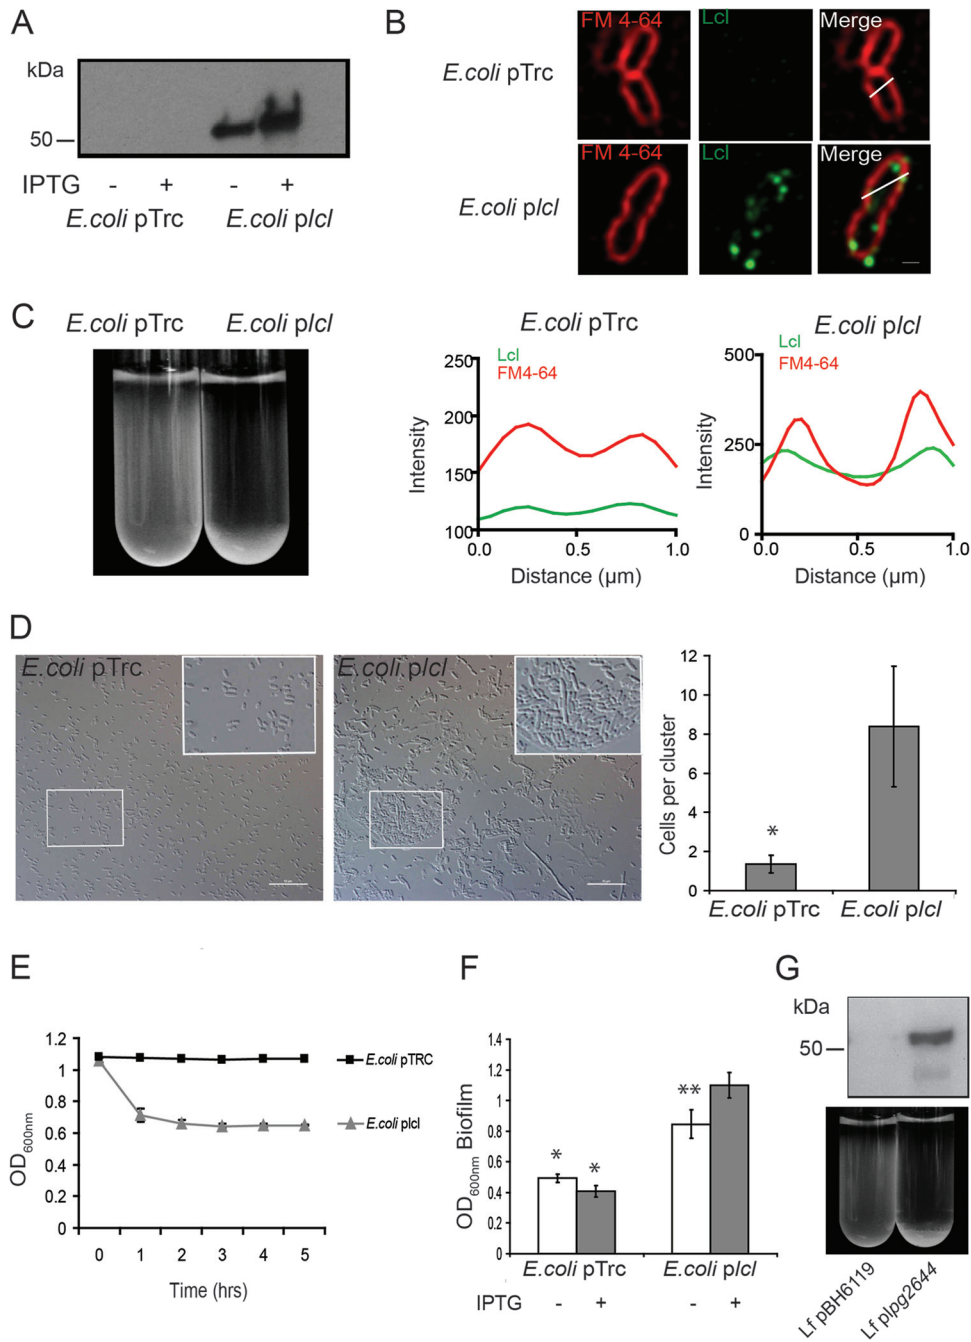 A
kDa
50
IPTG - + - +
E.coli pTrc E.coli plcl
B
FM 4-64 Lcl Merge
E.coli pTrc
FM 4-64 Lcl Merge
E.coli plcl
C
E.coli pTrc E.coli plcl
E.coli pTrc
Lcl
FM4-64
250
200
150
100
Intensity
0.0 0.5 1.0
Distance (µm)
E.coli plcl
Lcl
FM4-64
500
250
0
Intensity
0.0 0.5 1.0
Distance (µm)
D
E.coli pTrc
E.coli plcl
12
10
8
6
4
2
0
Cells per cluster
*
E.coli pTrc E.coli plcl
E
1.2
1
0.8
0.6
0.4
0.2
0
OD600nm
0 1 2 3 4 5
Time (hrs)
E.coli pTRC
E.coli plcl
F
1.4
1.2
1
0.8
0.6
0.4
0.2
0
OD600nm Biofilm
* * **
E.coli pTrc E.coli plcl
IPTG - + - +
G
kDa
50
Lf pBH6119
Lf plpg2644